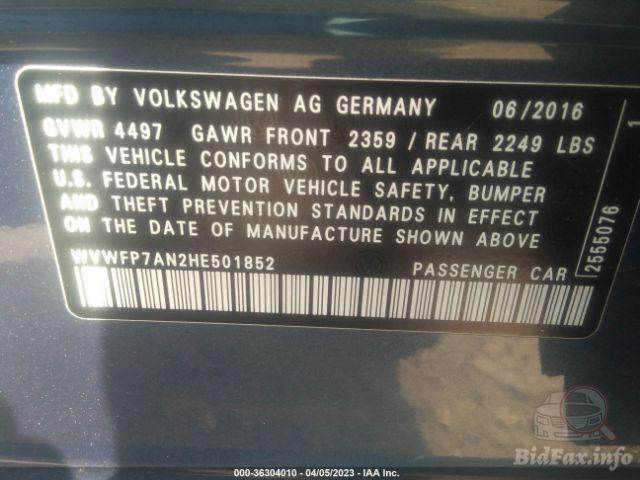 MFD BY VOLKSWAGEN AG GERMANY 06/2016
GVWR 4497 GAWR FRONT 2359 / REAR 2249 LBS
THIS VEHICLE CONFORMS TO ALL APPLICABLE
U.S. FEDERAL MOTOR VEHICLE SAFETY, BUMPER
AND THEFT PREVENTION STANDARDS IN EFFECT
ON THE DATE OF MANUFACTURE SHOWN ABOVE
WVWFP7AN2HE501852 PASSENGER CAR
2555076
1
BidFax.info
000-36304010 - 04/05/2023 - IAA Inc.